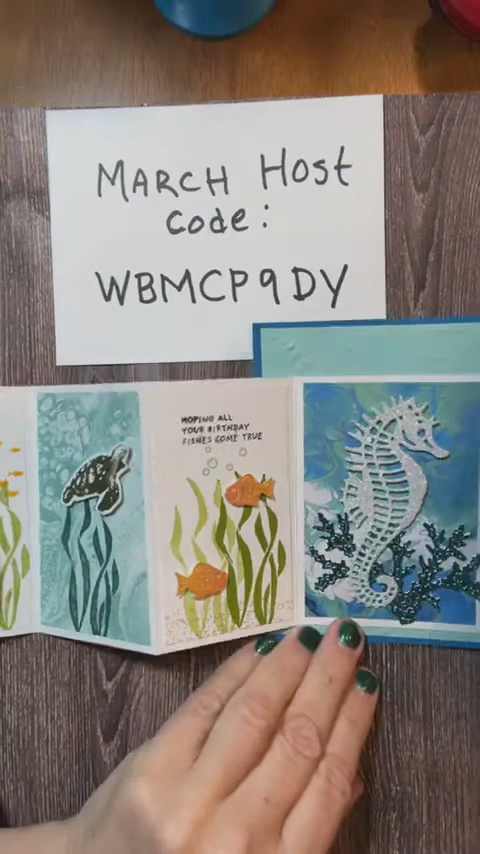 MARCH Host
Code:
WBMCP9DY
HOPING ALL
YOUR BIRTHDAY
FISHES COME TRUE